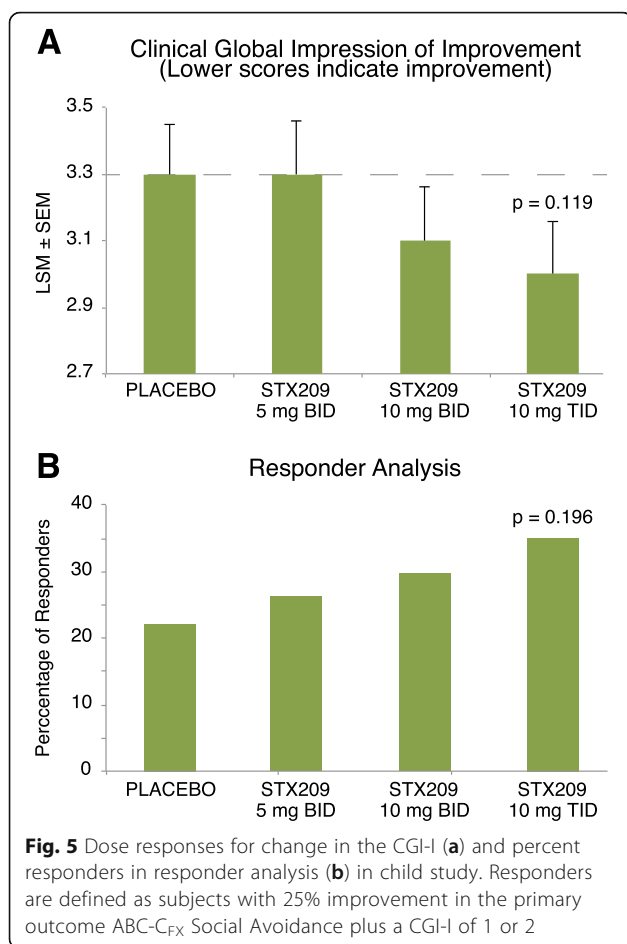 A
Clinical Global Impression of Improvement
(Lower scores indicate improvement)
3.5
3.3
3.1
2.9
2.7
LSM ± SEM
p = 0.119
PLACEBO
STX209
5 mg BID
STX209
10 mg BID
STX209
10 mg TID
B
Responder Analysis
40
30
20
10
0
Perccentage of Responders
p = 0.196
PLACEBO
STX209
5 mg BID
STX209
10 mg BID
STX209
10 mg TID
Fig. 5 Dose responses for change in the CGI-I (a) and percent
responders in responder analysis (b) in child study. Responders
are defined as subjects with 25% improvement in the primary
outcome ABC-CFX Social Avoidance plus a CGI-I of 1 or 2